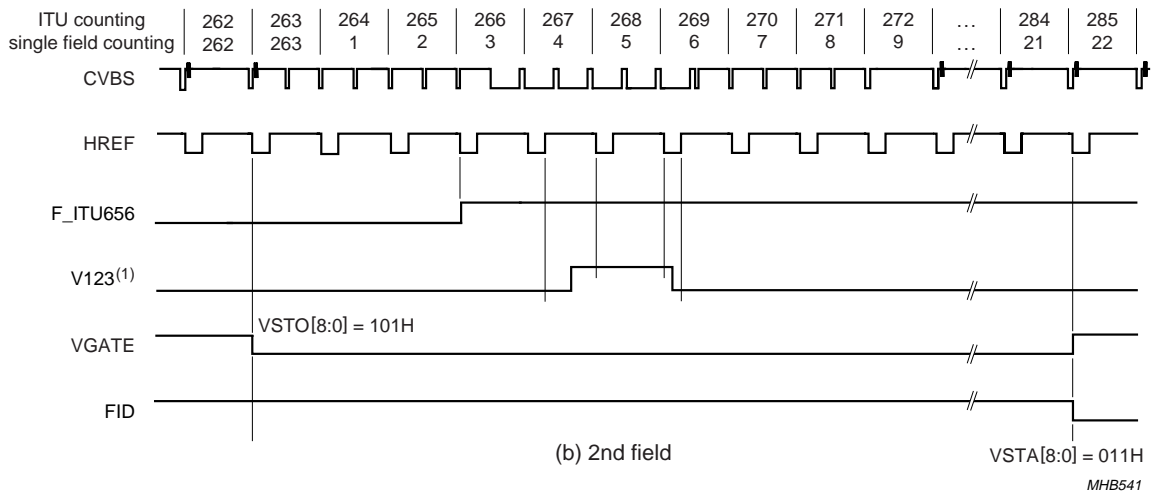 ITU counting 262 263 264 265 266 267 268 269 270 271 272 ... 284 285
single field counting 262 263 1 2 3 4 5 6 7 8 9 ... 21 22
CVBS
HREF
F_ITU656
V123(1)
VSTO[8:0] = 101H
VGATE
FID
(b) 2nd field
VSTA[8:0] = 011H
MHB541